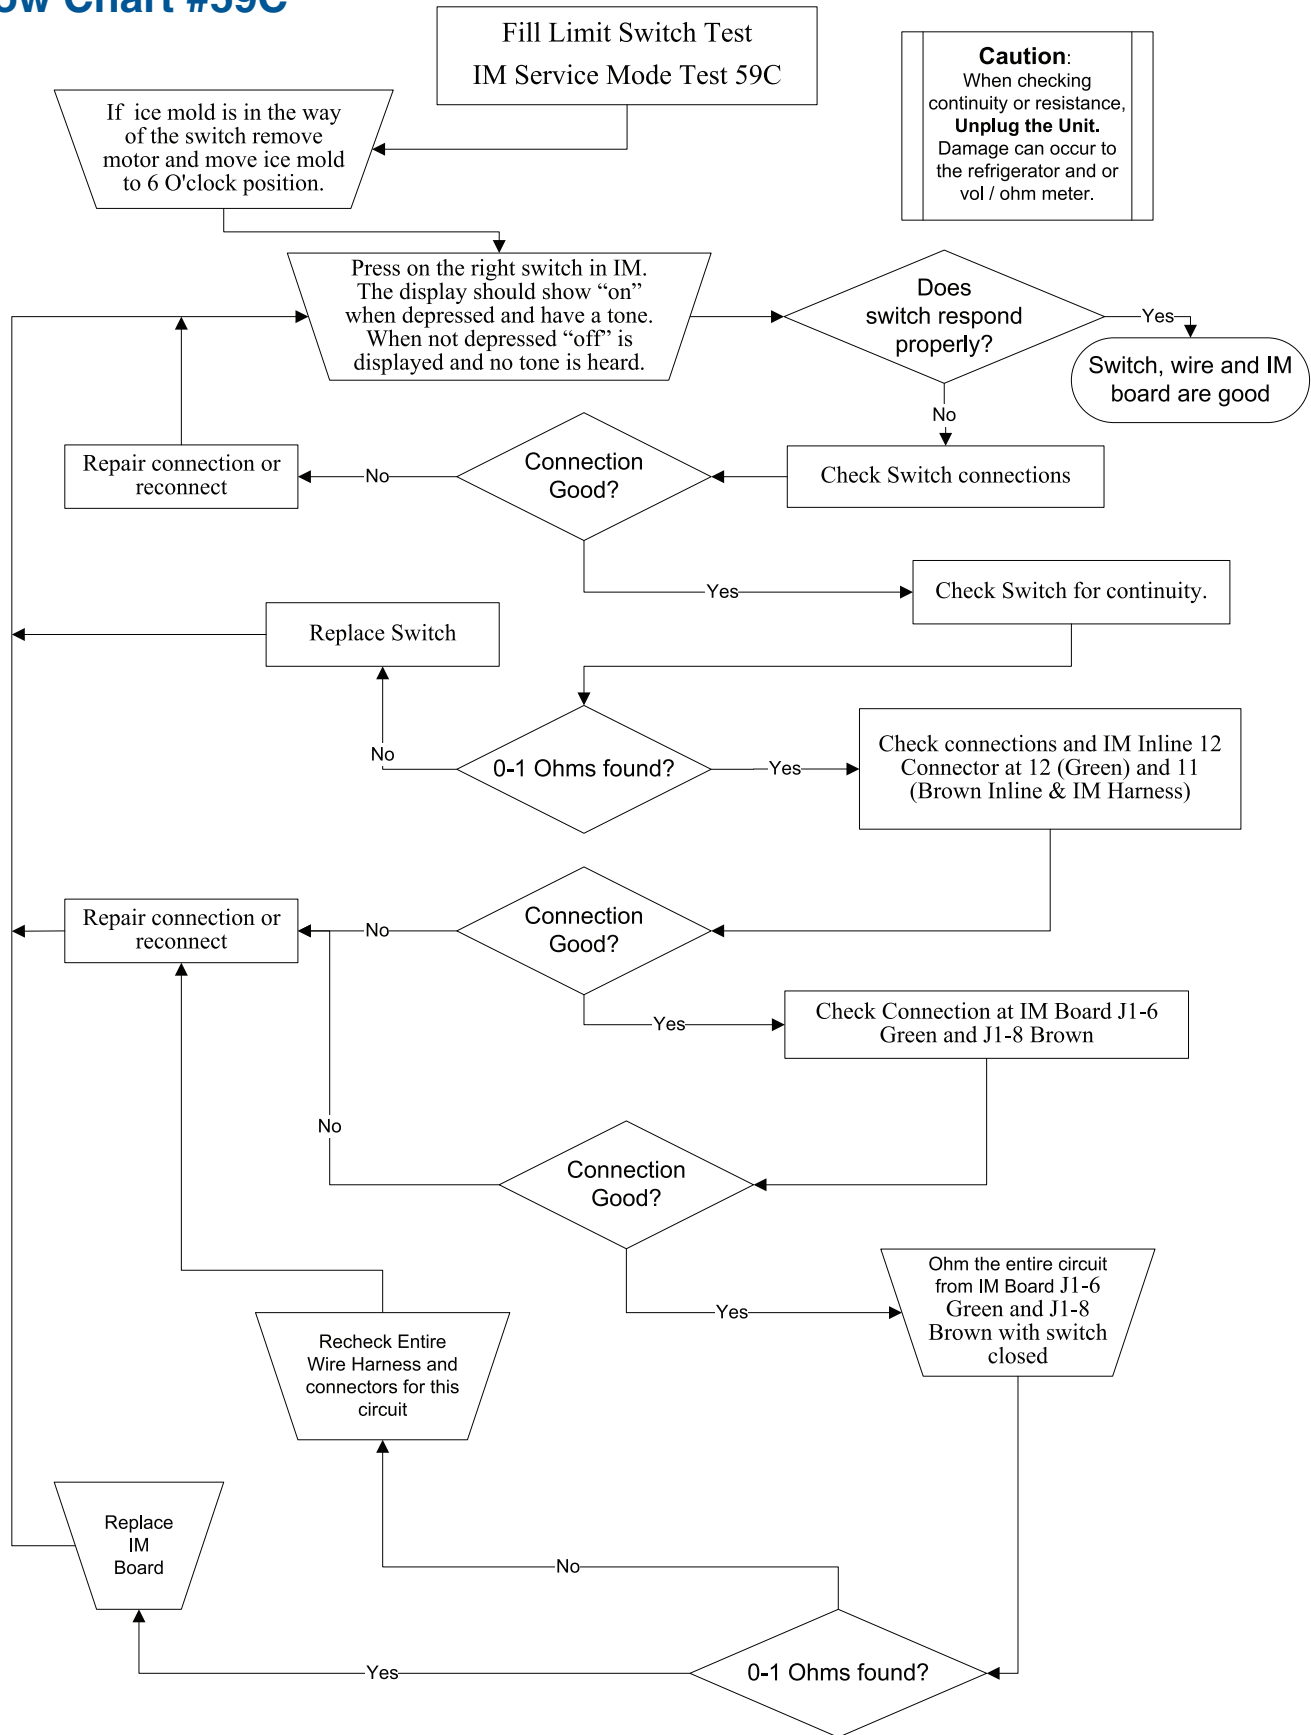 ow Chart #59C
Fill Limit Switch Test
IM Service Mode Test 59C
Caution:
When checking
continuity or resistance,
Unplug the Unit.
Damage can occur to
the refrigerator and or
vol / ohm meter.
If ice mold is in the way
of the switch remove
motor and move ice mold
to 6 O'clock position.
Press on the right switch in IM.
The display should show “on”
when depressed and have a tone.
When not depressed “off” is
displayed and no tone is heard.
Does
switch respond
properly?
Yes
Switch, wire and IM
board are good
No
Check Switch connections
Connection
Good?
No
Repair connection or
reconnect
Yes
Check Switch for continuity.
Replace Switch
No
0-1 Ohms found?
Yes
Check connections and IM Inline 12
Connector at 12 (Green) and 11
(Brown Inline & IM Harness)
Connection
Good?
No
Repair connection or
reconnect
Yes
Check Connection at IM Board J1-6
Green and J1-8 Brown
No
Connection
Good?
Yes
Ohm the entire circuit
from IM Board J1-6
Green and J1-8
Brown with switch
closed
Recheck Entire
Wire Harness and
connectors for this
circuit
Replace
IM
Board
No
Yes
0-1 Ohms found?